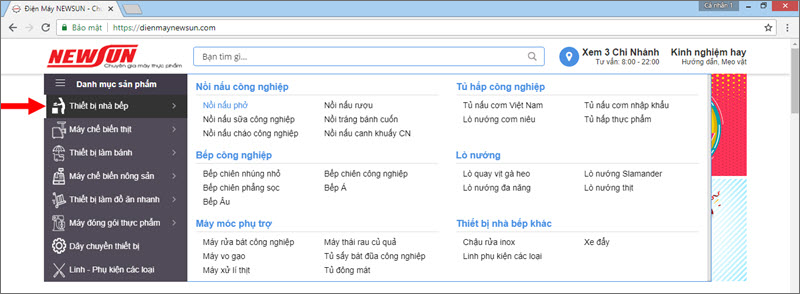 Điện Máy NEWSUN - Chu
Cá nhân 1
Bảo mật | https://dienmaynewsun.com
NEWSUN
Chuyên gia máy thực phẩm
Bạn tìm gì...
Xem 3 Chi Nhánh
Tư vấn: 8:00 - 22:00
Kinh nghiệm hay
Hướng dẫn, Mẹo vặt
Danh mục sản phẩm
Thiết bị nhà bếp
Máy chế biến thịt
Thiết bị làm bánh
Máy chế biến nông sản
Thiết bị làm đồ ăn nhanh
Máy đóng gói thực phẩm
Dây chuyền thiết bị
Linh - Phụ kiện các loại
Nồi nấu công nghiệp
Nồi nấu phở
Nồi nấu rượu
Nồi nấu sữa công nghiệp
Nồi tráng bánh cuốn
Nồi nấu cháo công nghiệp
Nồi nấu canh khuấy CN
Bếp công nghiệp
Bếp chiên nhúng nhỏ
Bếp chiên công nghiệp
Bếp chiên phẳng sọc
Bếp Á
Bếp Âu
Máy móc phụ trợ
Máy rửa bát công nghiệp
Máy thái rau củ quả
Máy vo gạo
Tủ sấy bát đũa công nghiệp
Máy xử lí thịt
Tủ đông mát
Tủ hấp công nghiệp
Tủ nấu cơm Việt Nam
Tủ nấu cơm nhập khẩu
Lò nướng cơm niêu
Tủ hấp thực phẩm
Lò nướng
Lò quay vịt gà heo
Lò nướng Slamander
Lò nướng đa năng
Lò nướng thịt
Thiết bị nhà bếp khác
Chậu rửa inox
Xe đẩy
Linh phụ kiện các loại